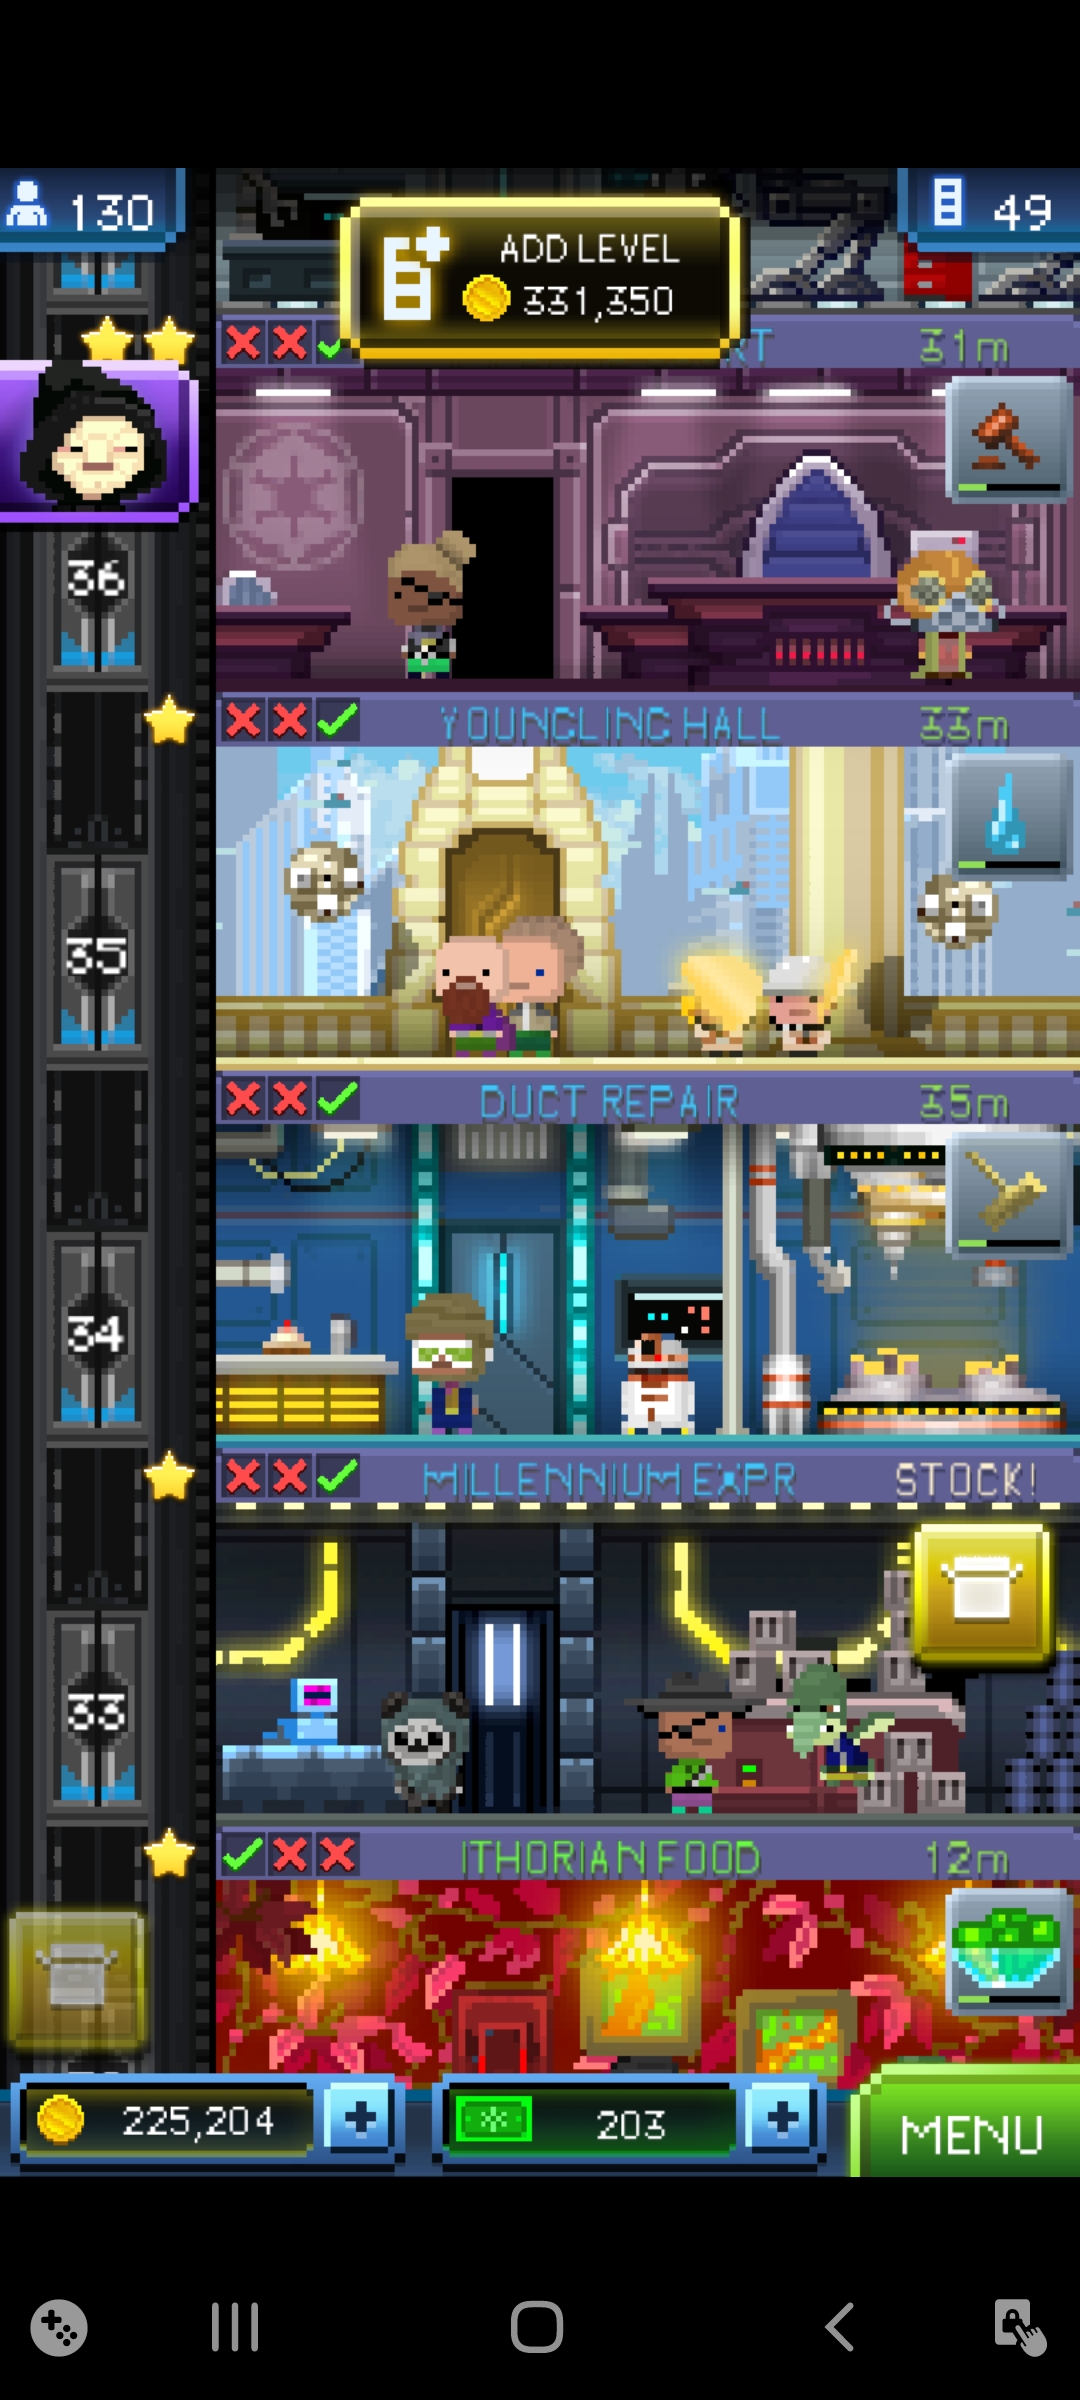 130
ADD LEVEL
331,350
49
31m
36
YOUNGLING HALL
33m
35
DUCT REPAIR
35m
34
MILLENNIUM EXPR
STOCK!
33
ITHORIAN FOOD
12m
225,204
203
MENU